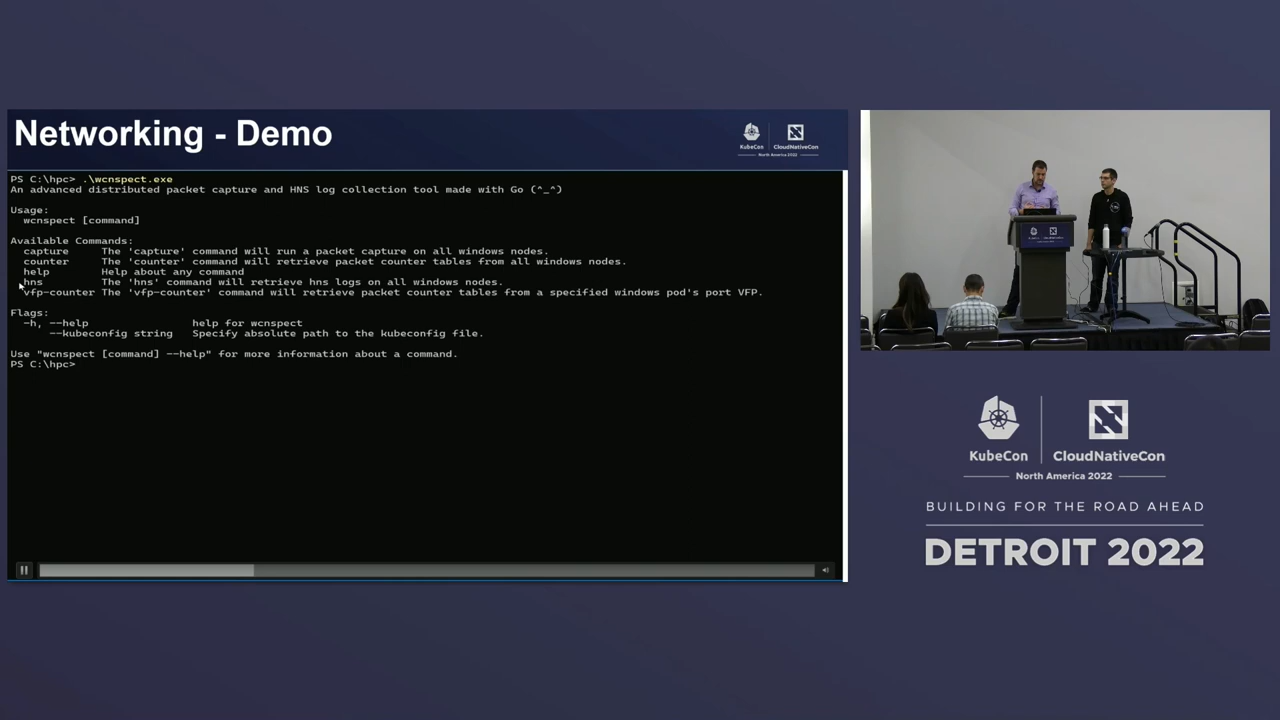 Networking - Demo
KubeCon
CloudNativeCon
North America 2022
PS C:\hpc> .\wcnspect.exe
An advanced distributed packet capture and HNS log collection tool made with Go (^_^)
Usage:
wcnspect [command]
Available Commands:
capture The 'capture' command will run a packet capture on all windows nodes.
counter The 'counter' command will retrieve packet counter tables from all windows nodes.
help Help about any command
hns The 'hns' command will retrieve hns logs on all windows nodes.
vfp-counter The 'vfp-counter' command will retrieve packet counter tables from a specified windows pod's port VFP.
Flags:
-h, --help help for wcnspect
--kubeconfig string Specify absolute path to the kubeconfig file.
Use "wcnspect [command] --help" for more information about a command.
PS C:\hpc>
KubeCon
CloudNativeCon
North America 2022
BUILDING FOR THE ROAD AHEAD
DETROIT 2022